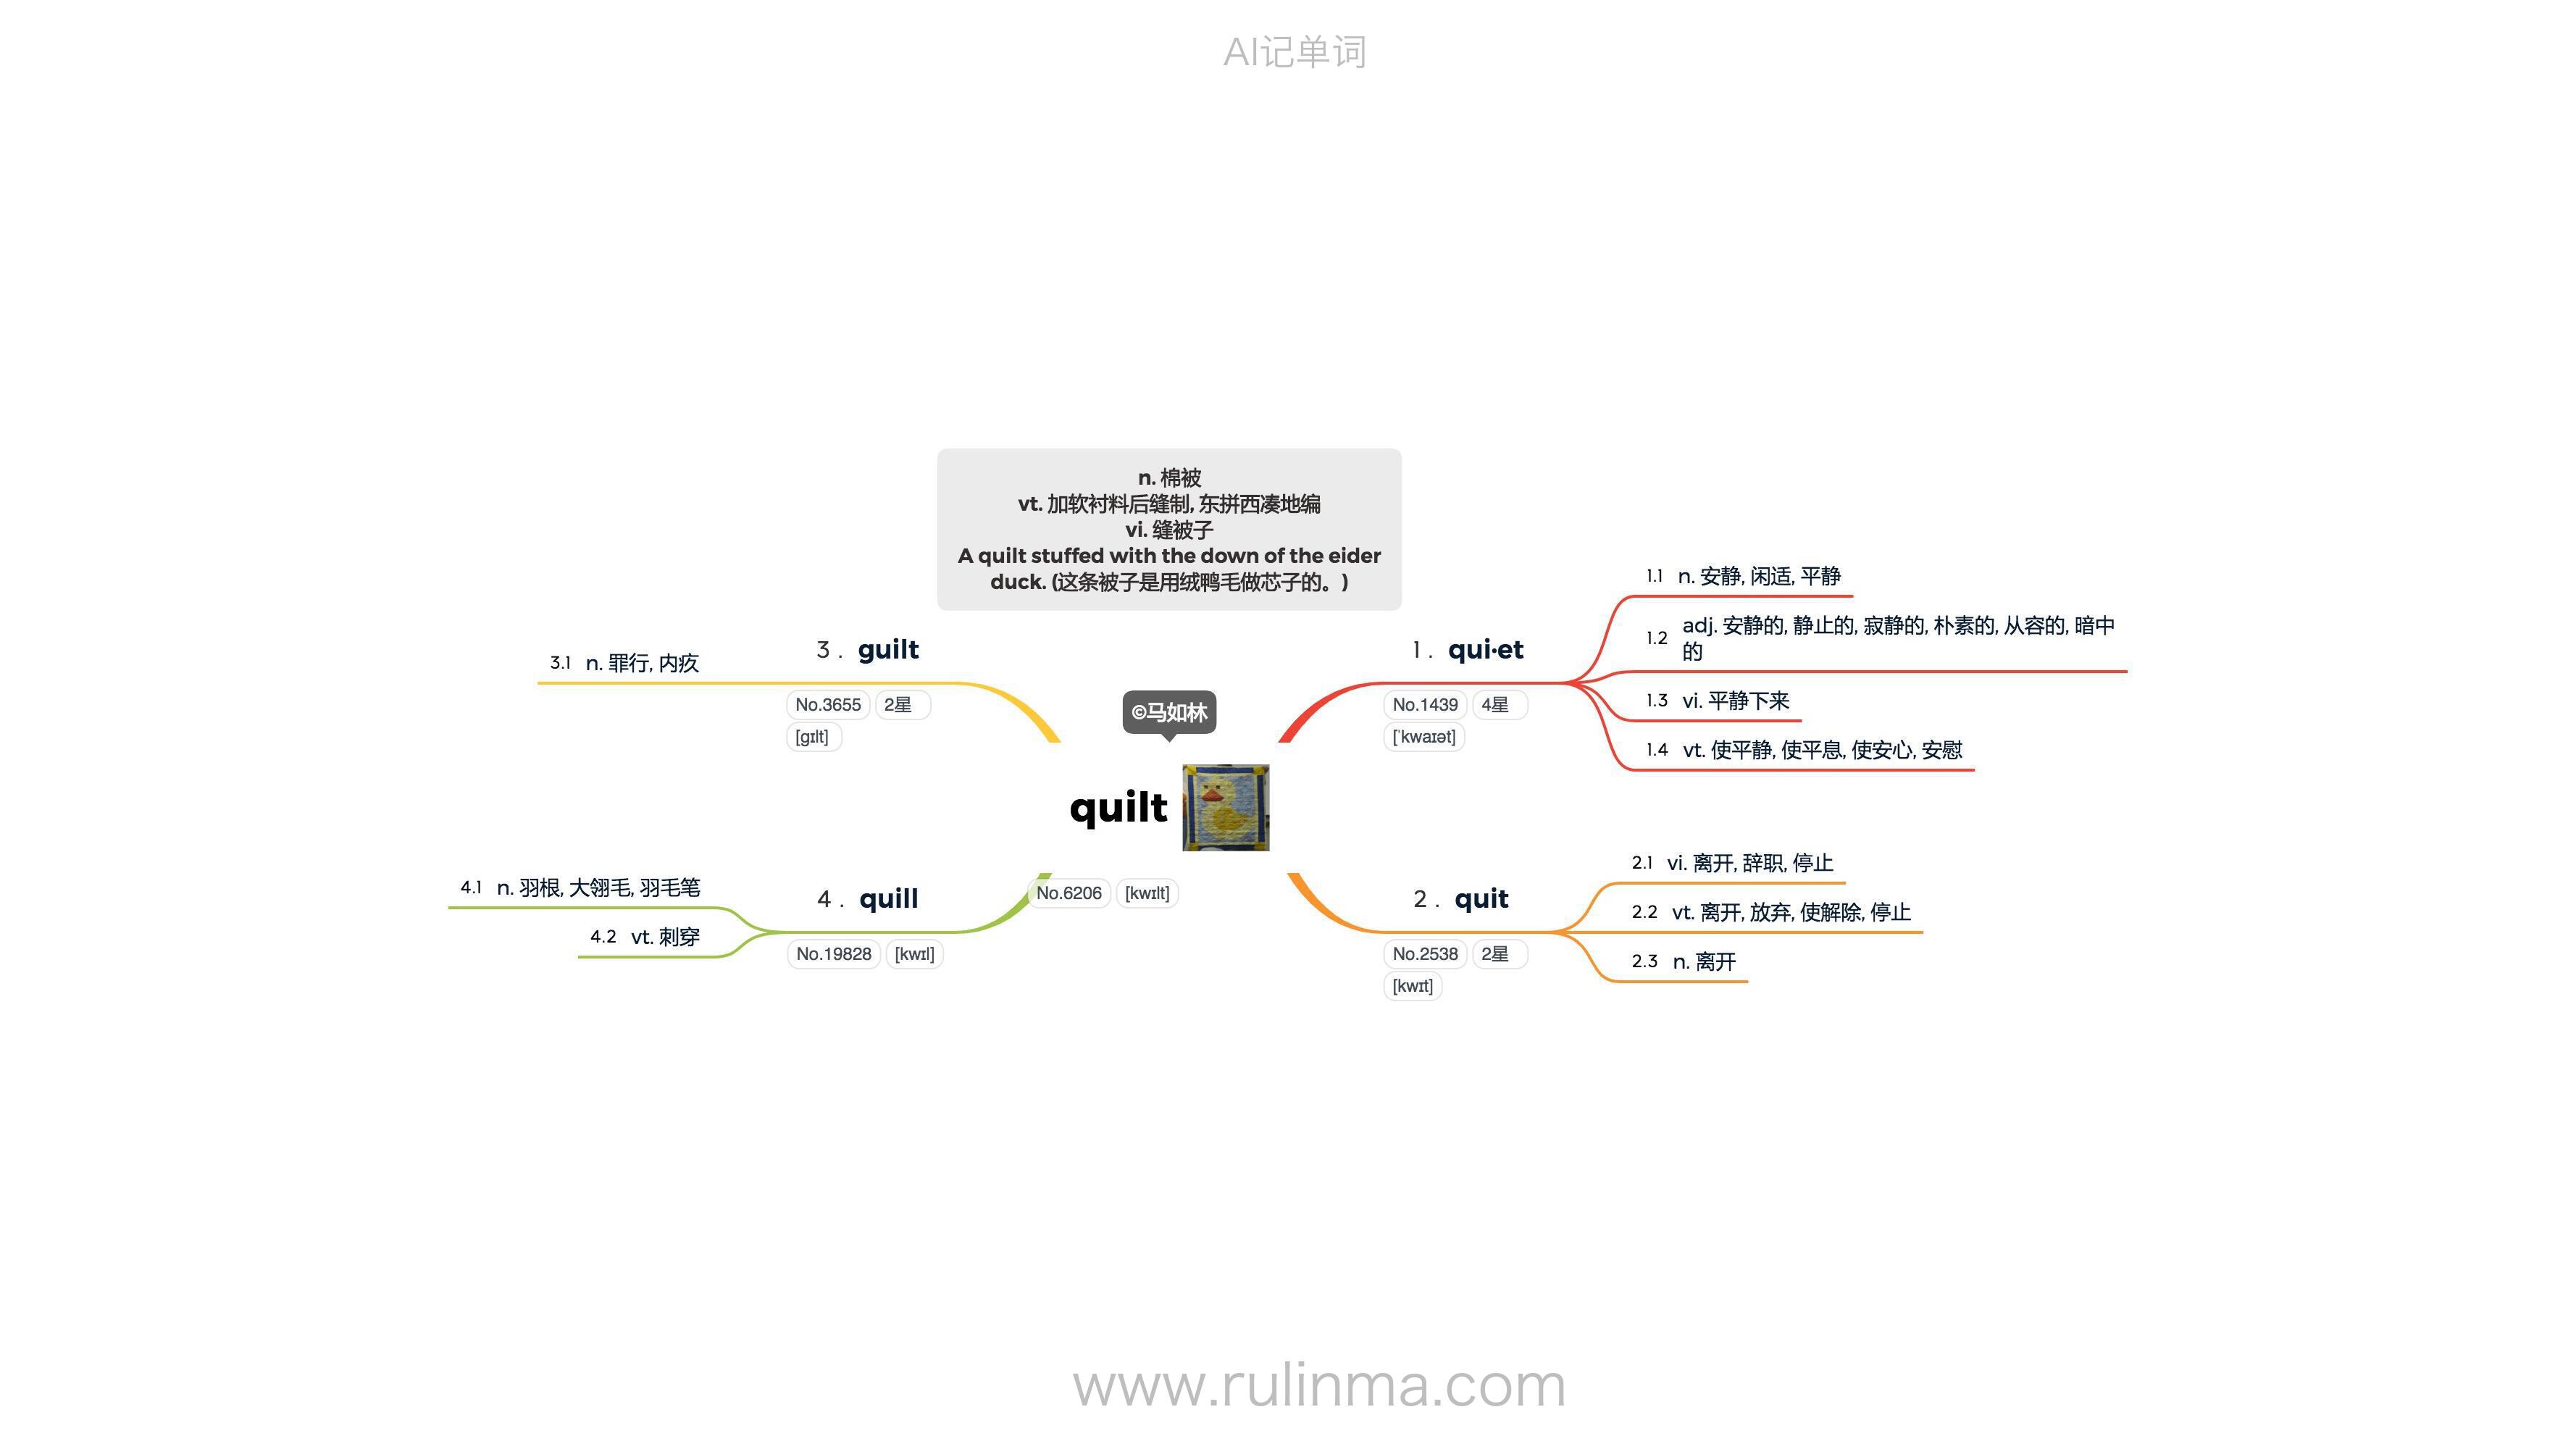 AI记单词
n. 棉被
vt. 加软衬料后缝制, 东拼西凑地编
vi. 缝被子
A quilt stuffed with the down of the eider
duck. (这条被子是用绒鸭毛做芯子的。)
©马如林
quilt
No.6206 [kwɪlt]
1. qui·et
No.1439 4星
[ˈkwaɪət]
1.1 n. 安静, 闲适, 平静
1.2 adj. 安静的, 静止的, 寂静的, 朴素的, 从容的, 暗中
的
1.3 vi. 平静下来
1.4 vt. 使平静, 使平息, 使安心, 安慰
2. quit
No.2538 2星
[kwɪt]
2.1 vi. 离开, 辞职, 停止
2.2 vt. 离开, 放弃, 使解除, 停止
2.3 n. 离开
3. guilt
No.3655 2星
[gɪlt]
3.1 n. 罪行, 内疚
4. quill
No.19828 [kwɪl]
4.1 n. 羽根, 大翎毛, 羽毛笔
4.2 vt. 刺穿
www.rulinma.com